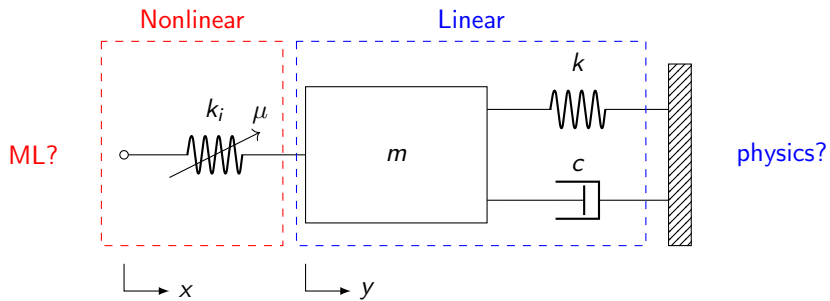 Nonlinear
Linear
k
k_i
μ
ML?
m
physics?
c
x
y